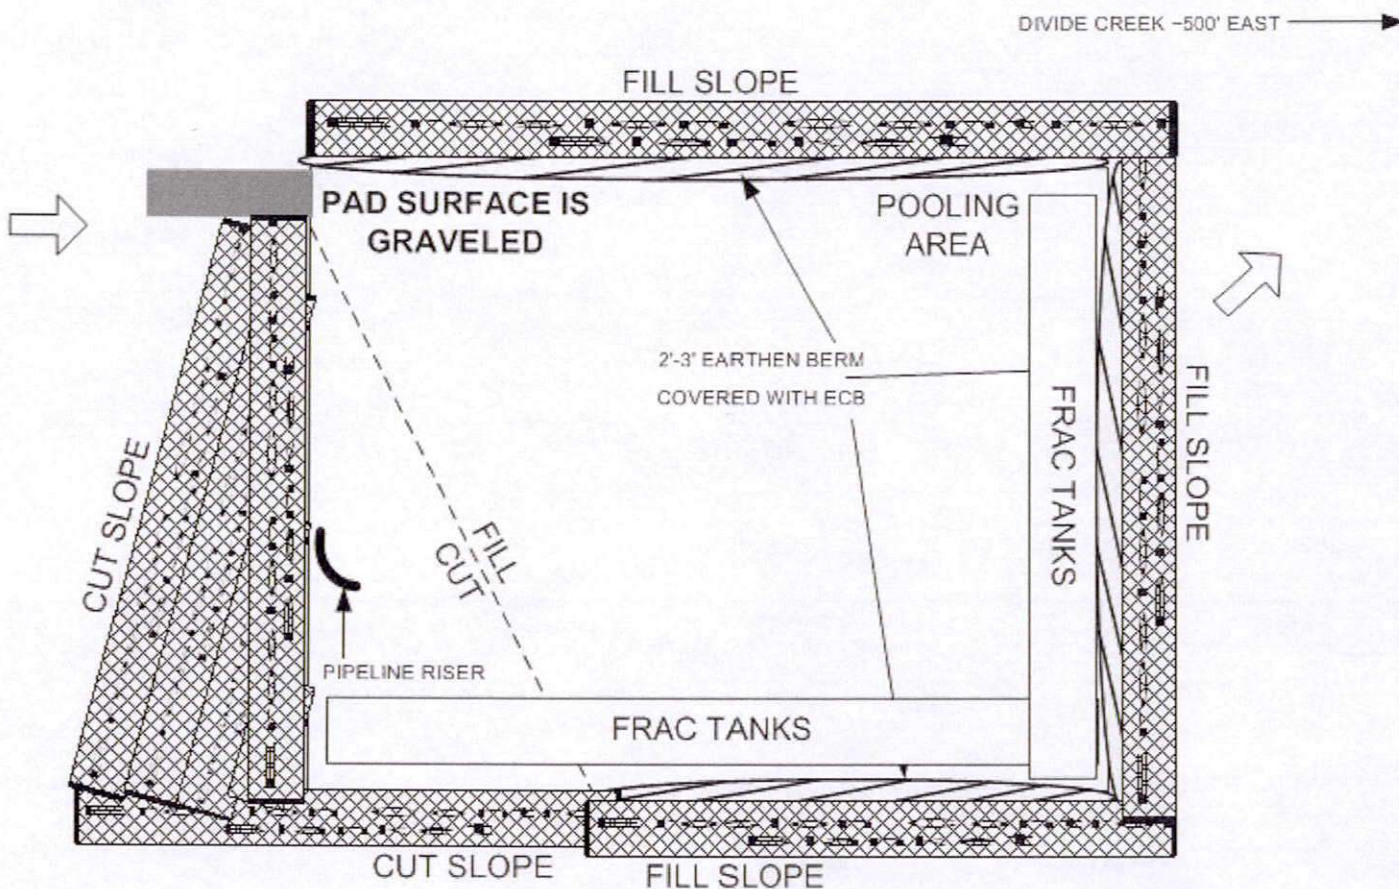 DIVIDE CREEK ~500' EAST
FILL SLOPE
PAD SURFACE IS
GRAVELED
POOLING
AREA
2'-3' EARTHEN BERM
COVERED WITH ECB
FRAC TANKS
FILL SLOPE
CUT SLOPE
FILL
CUT
PIPELINE RISER
FRAC TANKS
CUT SLOPE
FILL SLOPE